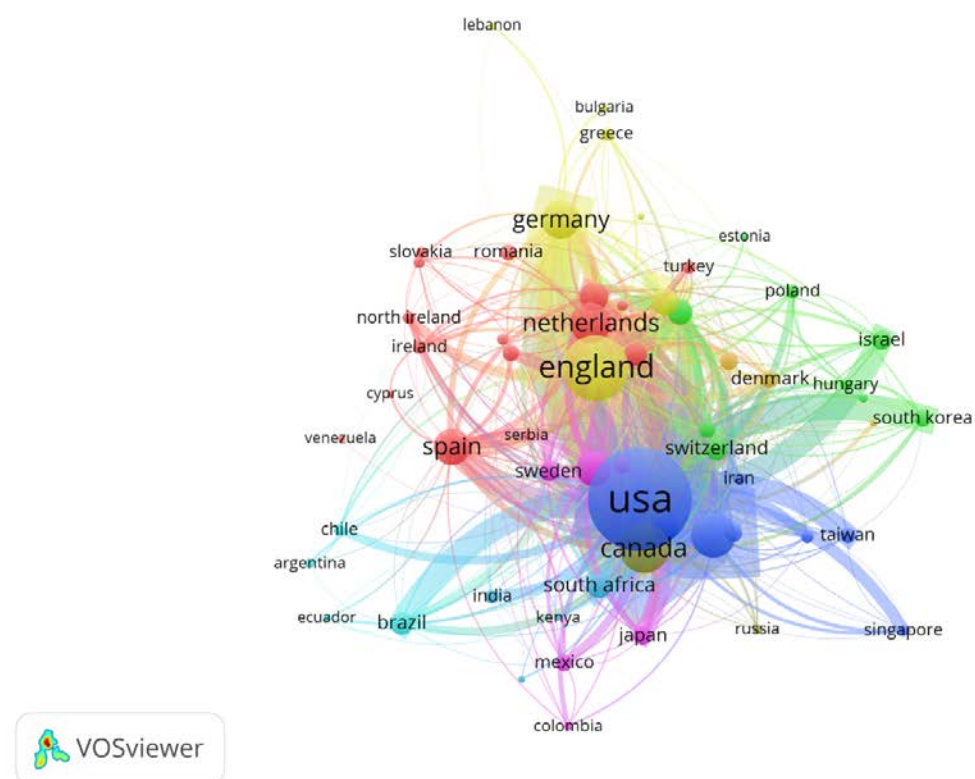 lebanon
bulgaria
greece
germany
estonia
slovakia
romania
turkey
poland
north ireland
netherlands
israel
ireland
england
denmark
hungary
cyprus
south korea
venezuela
spain
serbia
switzerland
sweden
iran
usa
chile
taiwan
canada
argentina
south africa
india
ecuador
brazil
kenya
japan
russia
singapore
mexico
colombia
VOSviewer